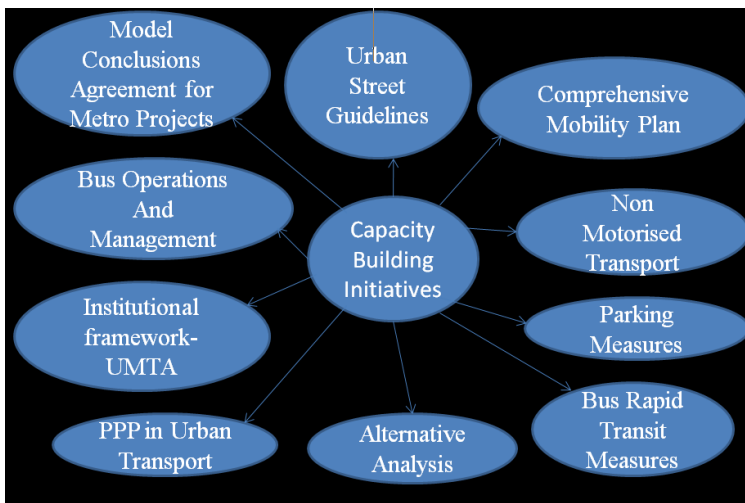 Model
Conclusions
Agreement for
Metro Projects
Urban
Street
Guidelines
Comprehensive
Mobility Plan
Bus Operations
And
Management
Capacity
Building
Initiatives
Non
Motorised
Transport
Institutional
framework-
UMTA
Parking
Measures
PPP in Urban
Transport
Alternative
Analysis
Bus Rapid
Transit
Measures